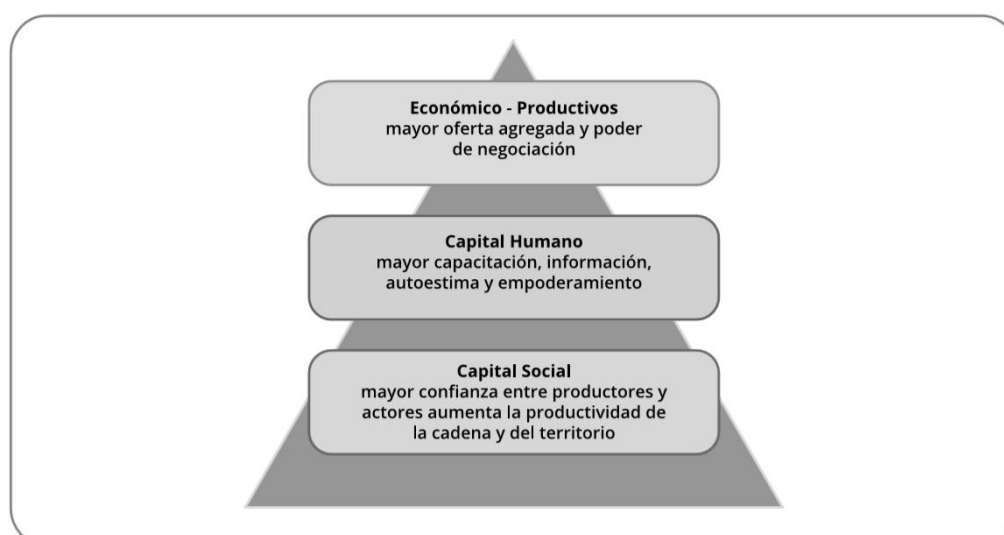 Económico - Productivos
mayor oferta agregada y poder
de negociación
Capital Humano
mayor capacitación, información,
autoestima y empoderamiento
Capital Social
mayor confianza entre productores y
actores aumenta la productividad de
la cadena y del territorio